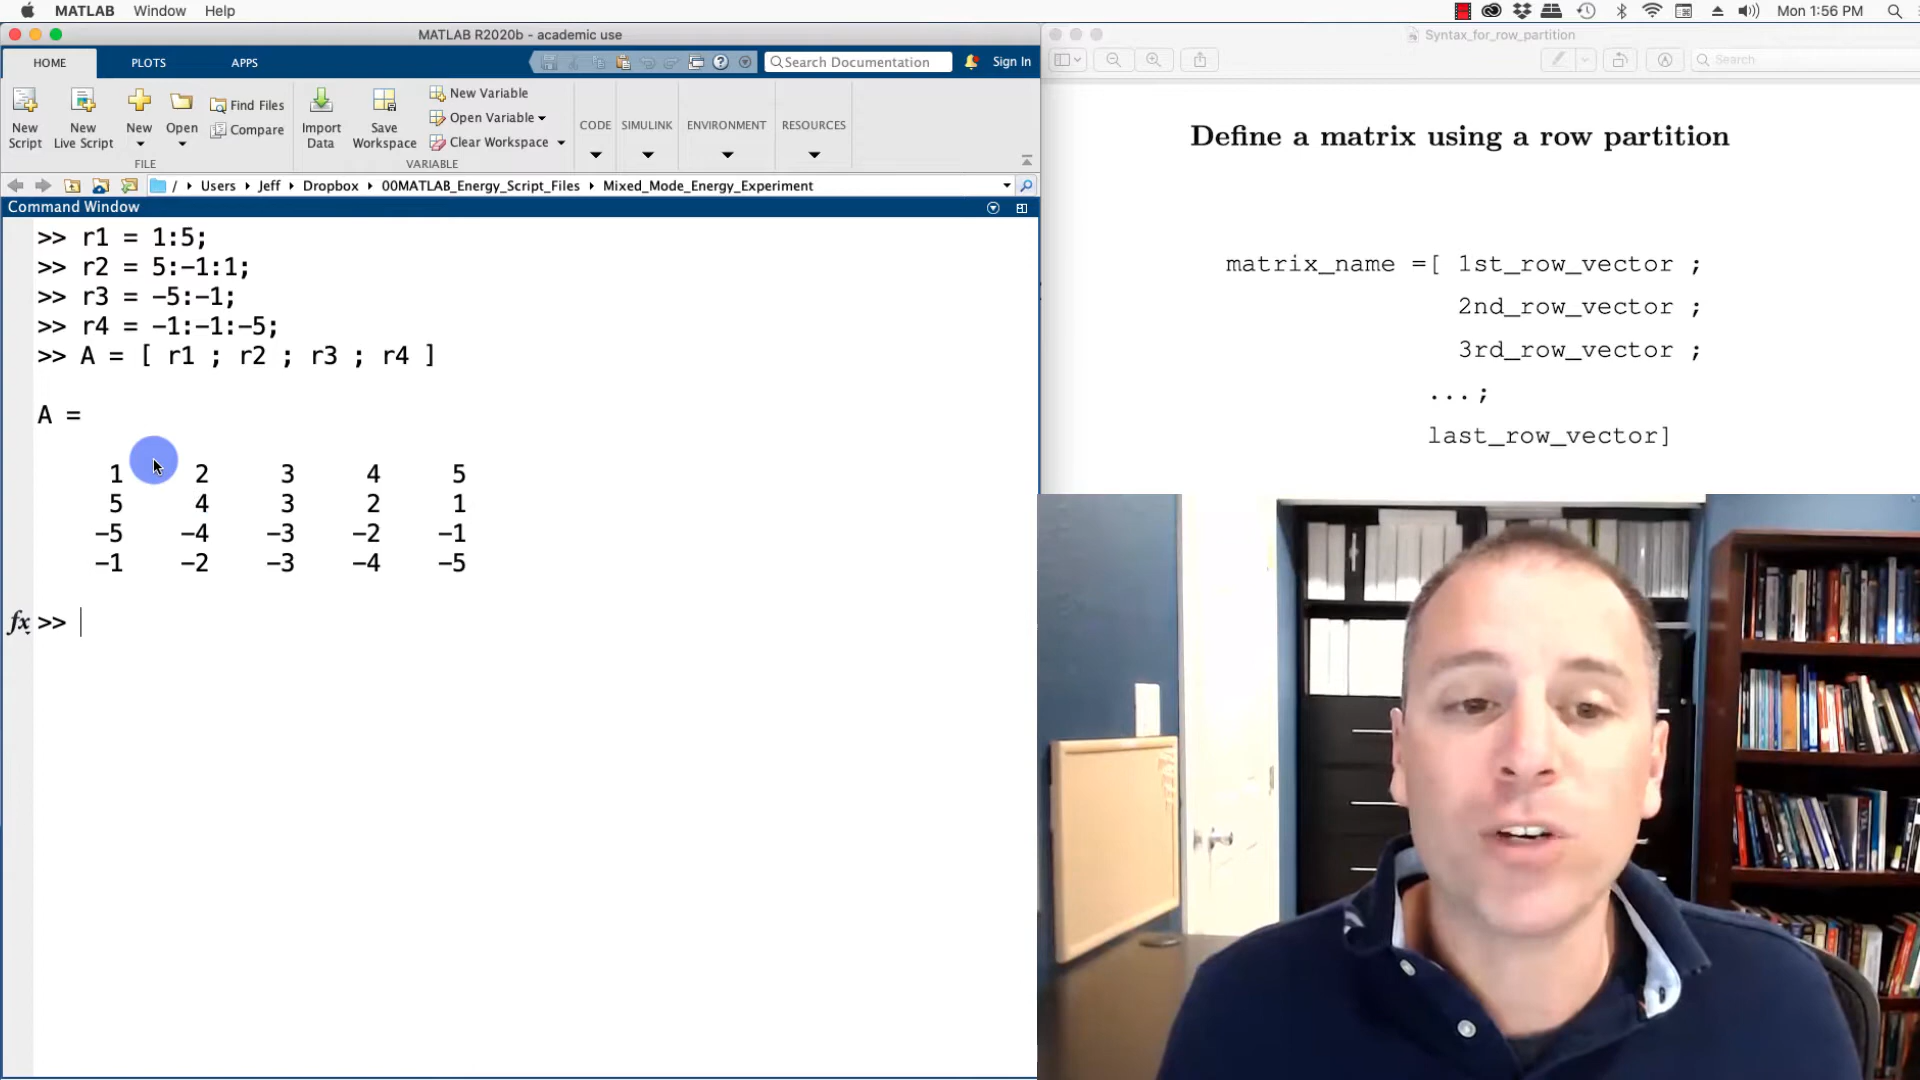 MATLAB Window Help
Mon 1:56 PM
MATLAB R2020b - academic use
Syntax_for_row_partition
HOME PLOTS APPS
Search Documentation
Sign In
Search
New Script
New Live Script
New
Open
Find Files
Compare
FILE
Import Data
Save Workspace
New Variable
Open Variable
Clear Workspace
VARIABLE
CODE
SIMULINK
ENVIRONMENT
RESOURCES
/ Users Jeff Dropbox 00MATLAB_Energy_Script_Files Mixed_Mode_Energy_Experiment
Command Window
>> r1 = 1:5;
>> r2 = 5:-1:1;
>> r3 = -5:-1;
>> r4 = -1:-1:-5;
>> A = [ r1 ; r2 ; r3 ; r4 ]
A =
1 2 3 4 5
5 4 3 2 1
-5 -4 -3 -2 -1
-1 -2 -3 -4 -5
fx >>
Define a matrix using a row partition
matrix_name =[ 1st_row_vector ;
2nd_row_vector ;
3rd_row_vector ;
...;
last_row_vector]